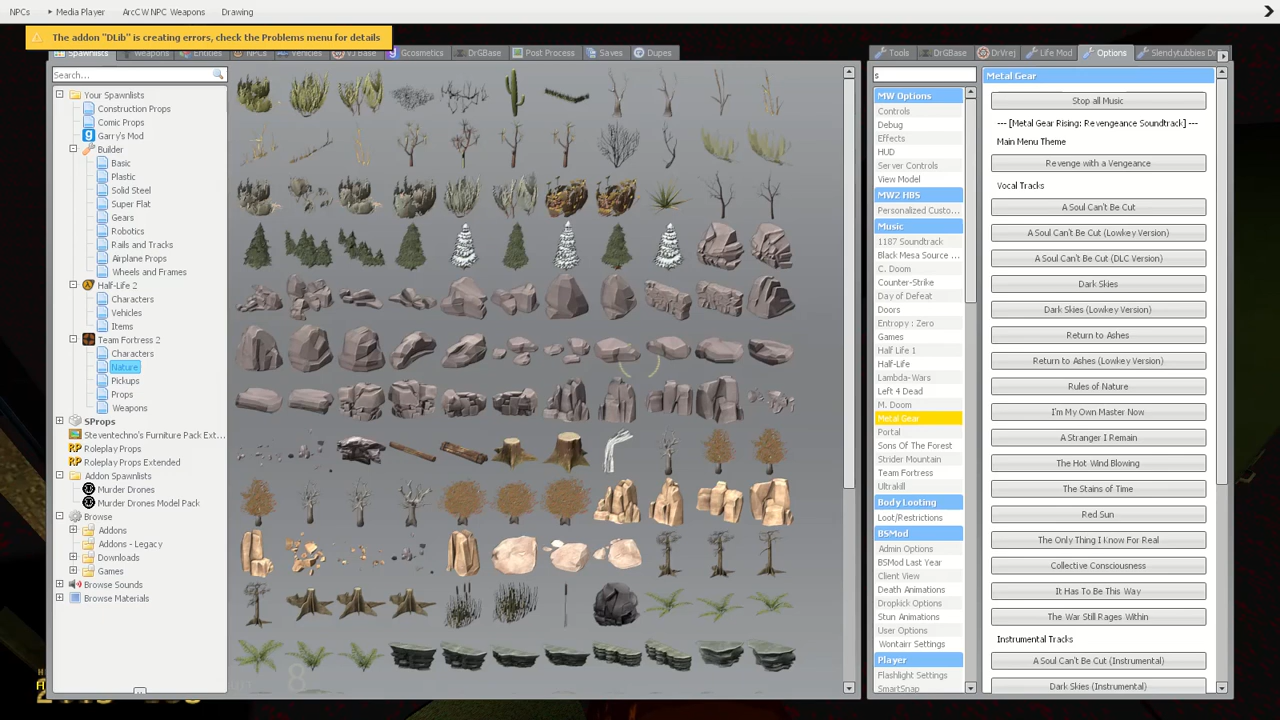 NPCs
Media Player
ArcCW NPC Weapons
Drawing
The addon "DLib" is creating errors, check the Problems menu for details
Spawnlists
Weapons
Entities
NPCs
Vehicles
VJ Base
Gcosmetics
DrGBase
Post Process
Saves
Dupes
Search...
Your Spawnlists
Construction Props
Comic Props
Garry's Mod
Builder
Basic
Plastic
Solid Steel
Super Flat
Gears
Robotics
Rails and Tracks
Airplane Props
Wheels and Frames
Half-Life 2
Characters
Vehicles
Items
Team Fortress 2
Characters
Nature
Pickups
Props
Weapons
SProps
Steventechno's Furniture Pack Ext...
RP Roleplay Props
RP Roleplay Props Extended
Addon Spawnlists
Murder Drones
Murder Drones Model Pack
Browse
Addons
Addons - Legacy
Downloads
Games
Browse Sounds
Browse Materials
8
Tools
DrGBase
DrVrej
Life Mod
Options
Slendytubbies Dr
s
MW Options
Controls
Debug
Effects
HUD
Server Controls
View Model
MW2 HBS
Personalized Custo...
Music
1187 Soundtrack
Black Mesa Source ...
C. Doom
Counter-Strike
Day of Defeat
Doors
Entropy : Zero
Games
Half Life 1
Half-Life
Lambda-Wars
Left 4 Dead
M. Doom
Metal Gear
Portal
Sons Of The Forest
Strider Mountain
Team Fortress
Ultrakill
Body Looting
Loot/Restrictions
BSMod
Admin Options
BSMod Last Year
Client View
Death Animations
Dropkick Options
Stun Animations
User Options
Wontairr Settings
Player
Flashlight Settings
SmartSnap
Metal Gear
Stop all Music
--- [Metal Gear Rising: Revengeance Soundtrack] ---
Main Menu Theme
Revenge with a Vengeance
Vocal Tracks
A Soul Can't Be Cut
A Soul Can't Be Cut (Lowkey Version)
A Soul Can't Be Cut (DLC Version)
Dark Skies
Dark Skies (Lowkey Version)
Return to Ashes
Return to Ashes (Lowkey Version)
Rules of Nature
I'm My Own Master Now
A Stranger I Remain
The Hot Wind Blowing
The Stains of Time
Red Sun
The Only Thing I Know For Real
Collective Consciousness
It Has To Be This Way
The War Still Rages Within
Instrumental Tracks
A Soul Can't Be Cut (Instrumental)
Dark Skies (Instrumental)